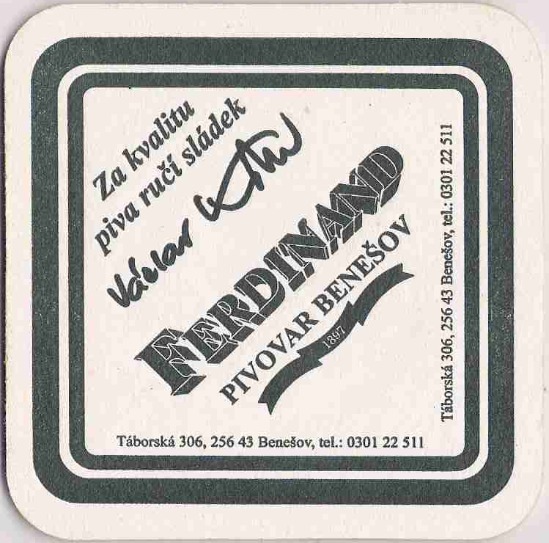 Za kvalitu
piva ručí sládek
Václav
FERDINAND
PIVOVAR BENEŠOV
1897
Táborská 306, 256 43 Benešov, tel.: 0301 22 511
Táborská 306, 256 43 Benešov, tel.: 0301 22 511